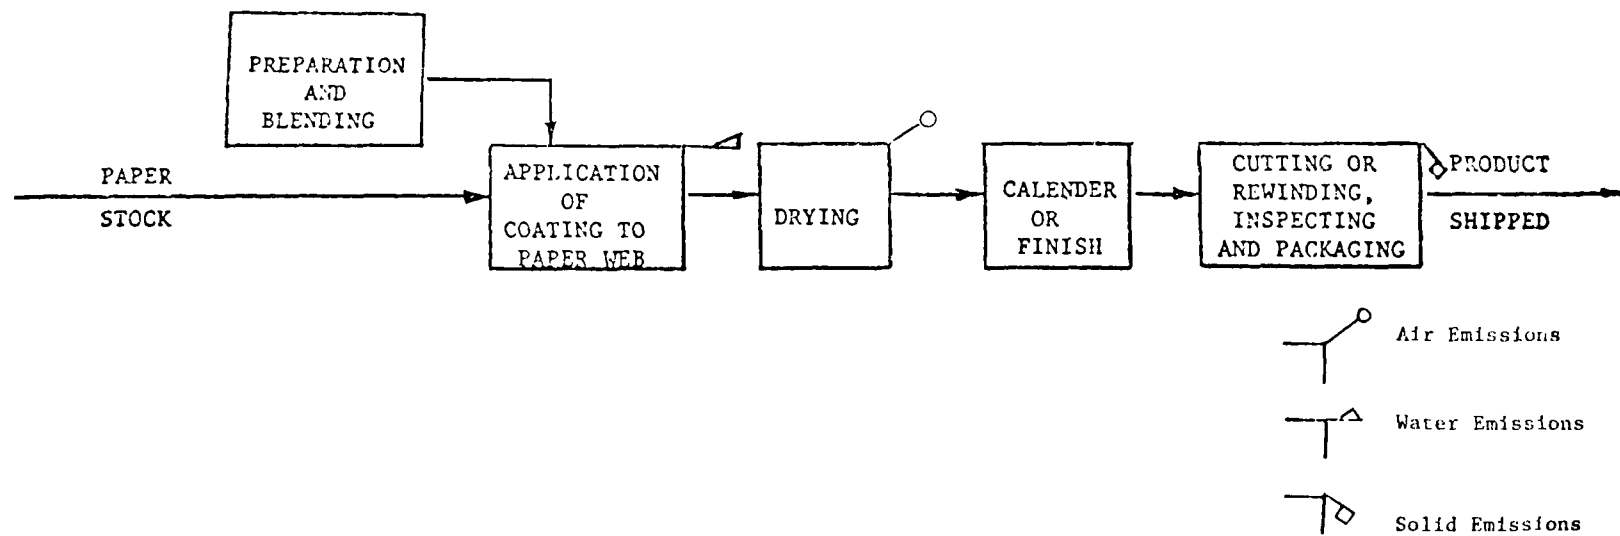 PREPARATION
AND
BLENDING
PAPER
STOCK
APPLICATION
OF
COATING TO
PAPER WEB
DRYING
CALENDER
OR
FINISH
CUTTING OR
REWINDING,
INSPECTING
AND PACKAGING
PRODUCT
SHIPPED
Air Emissions
Water Emissions
Solid Emissions